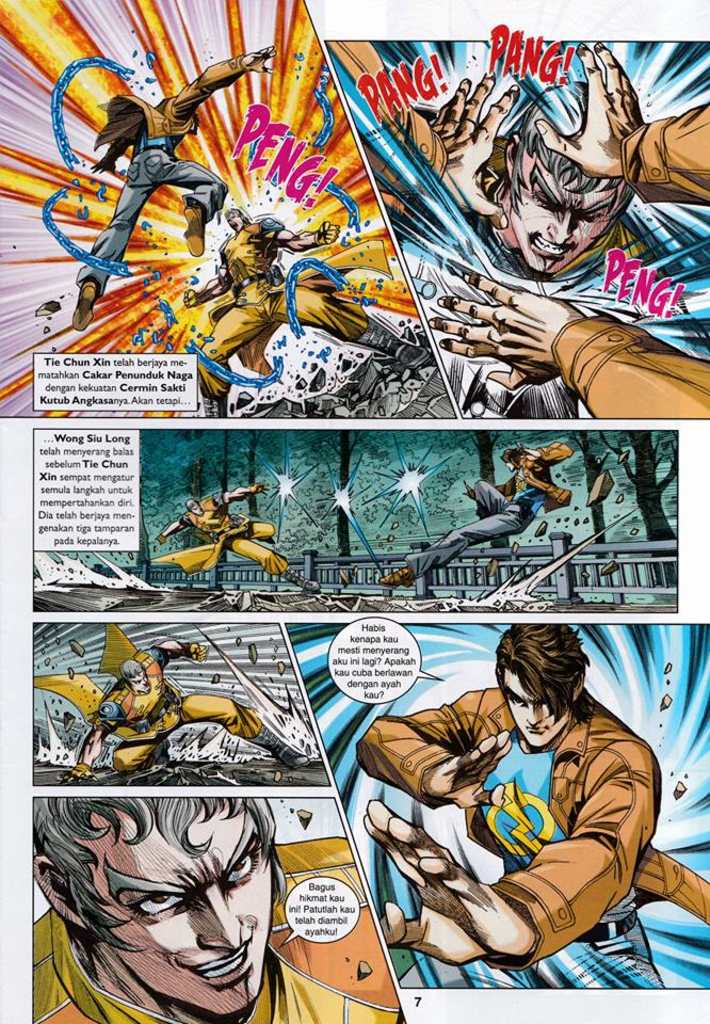 PENG!
PANG!
PANG!
PENG!
Tie Chun Xin telah berjaya me-
matahkan Cakar Penunduk Naga
dengan kekuatan Cermin Sakti
Kutub Angkasanya. Akan tetapi...
...Wong Siu Long
telah menyerang
sebelum Tie Chun
Xin sempat mengatur
semula langkah untuk
mempertahankan diri.
Dia telah berjaya men-
genakan tiga tamparan
pada kepalanya.
Habis
kenapa kau
mesti menyerang
aku ini lagi? Apakah
kau cuba berlawan
dengan ayah
kau?
Bagus
hikmat kau
ini! Patutlah kau
telah diambil
ayahku!
7